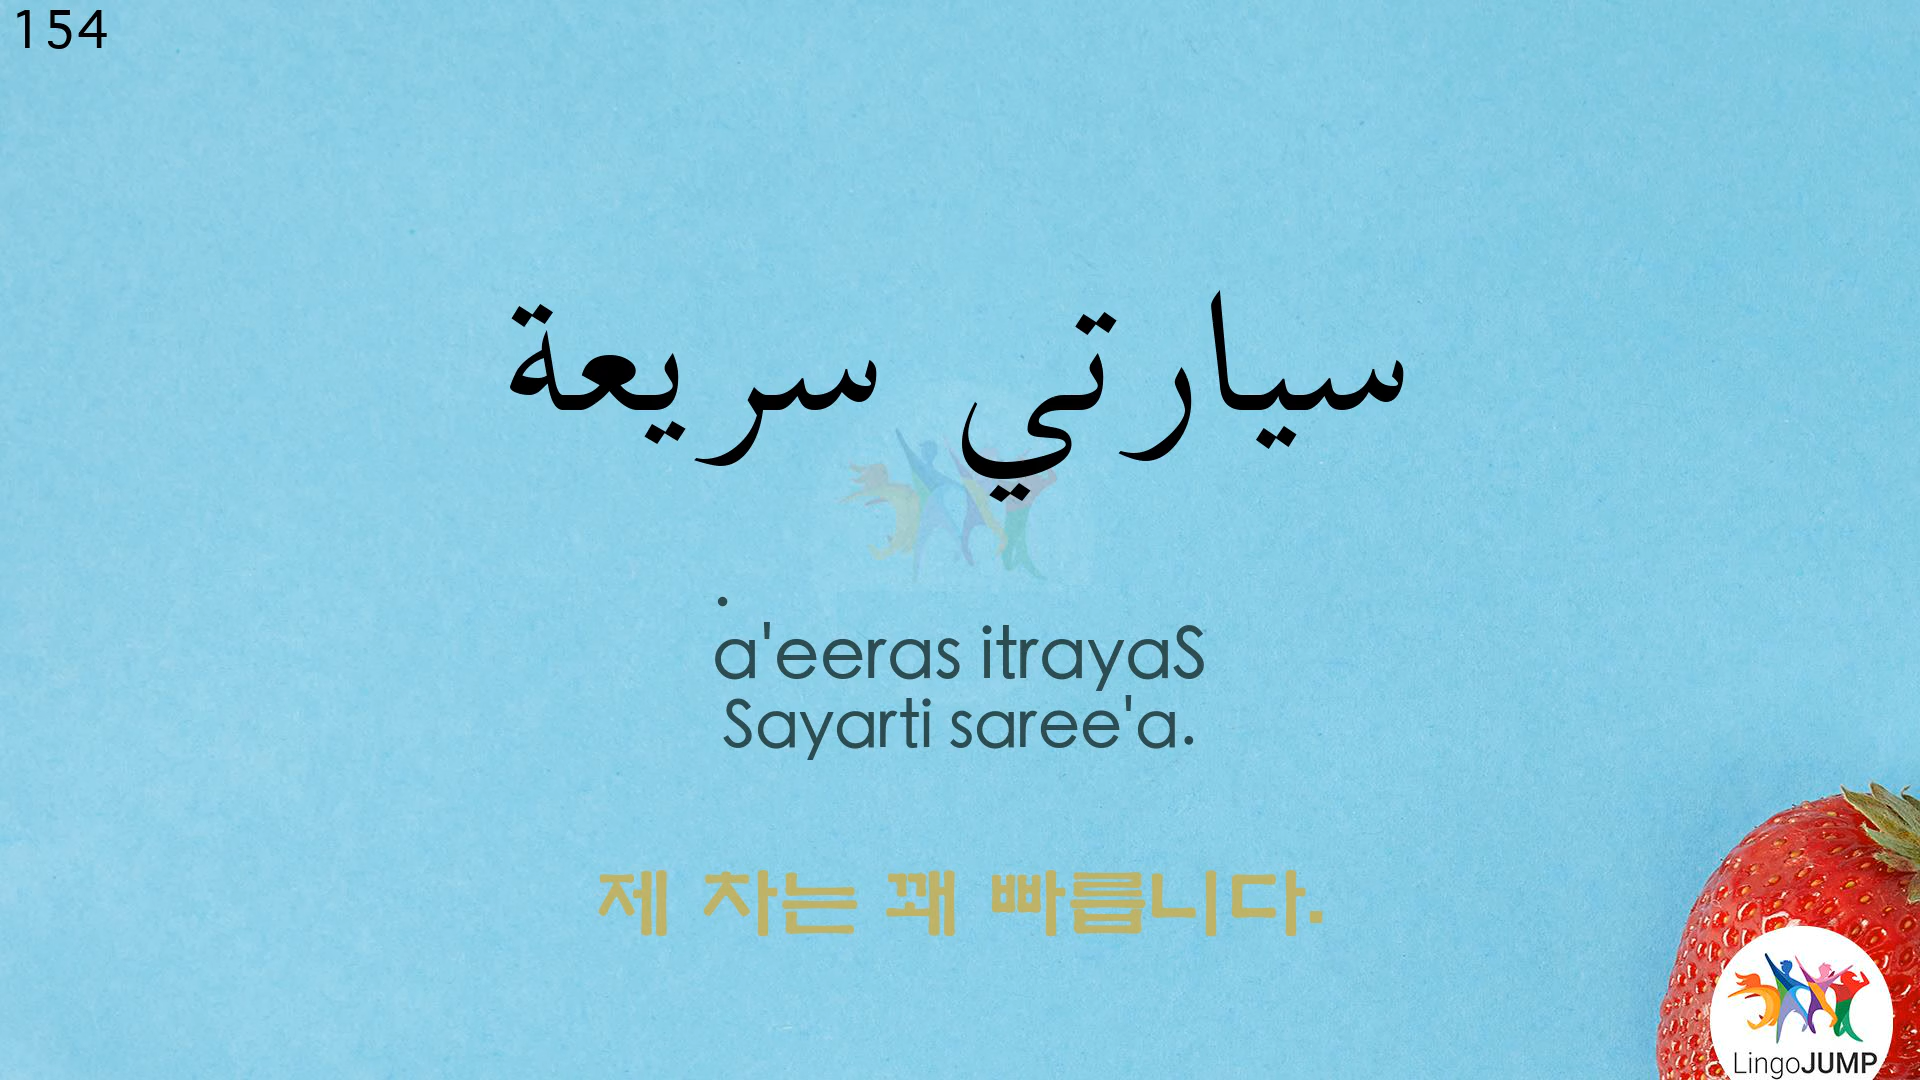 154
سيارتي سريعة
.
a'eeras itrayaS
Sayarti saree'a.
제 차는 꽤 빠릅니다.
LingoJUMP